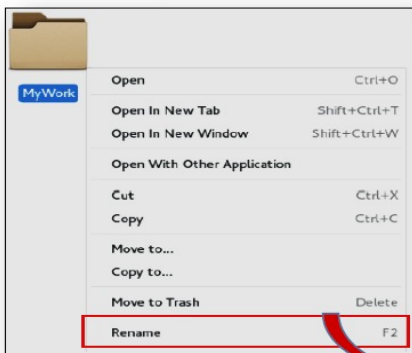 MyWork
Open Ctrl+O
Open In New Tab Shift+Ctrl+T
Open In New Window Shift+Ctrl+W
Open With Other Application
Cut Ctrl+X
Copy Ctrl+C
Move to...
Copy to...
Move to Trash Delete
Rename F2